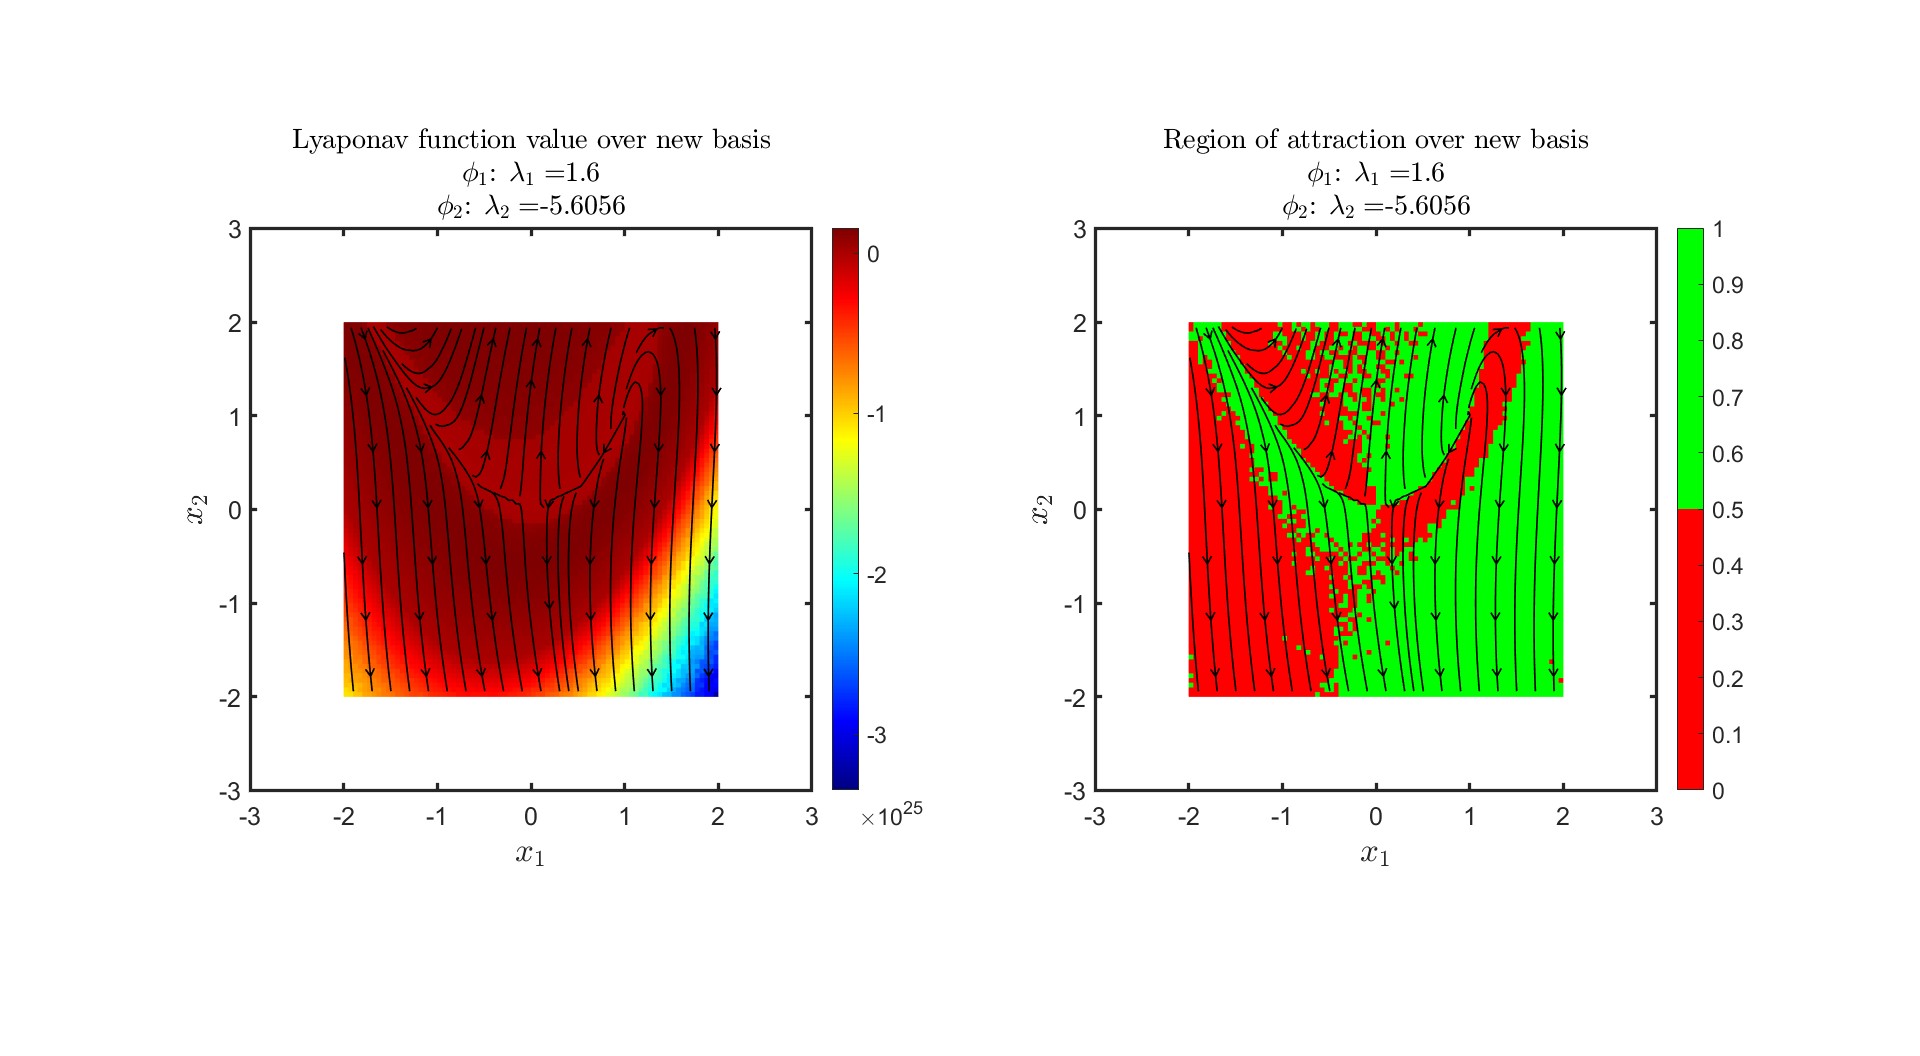 Lyaponav function value over new basis
ϕ₁: λ₁ =1.6
ϕ₂: λ₂ =-5.6056
3
2
1
0
-1
-2
-3
-3 -2 -1 0 1 2 3
x₁
x₂
0
-1
-2
-3
×10²⁵
Region of attraction over new basis
ϕ₁: λ₁ =1.6
ϕ₂: λ₂ =-5.6056
3
2
1
0
-1
-2
-3
-3 -2 -1 0 1 2 3
x₁
x₂
1
0.9
0.8
0.7
0.6
0.5
0.4
0.3
0.2
0.1
0